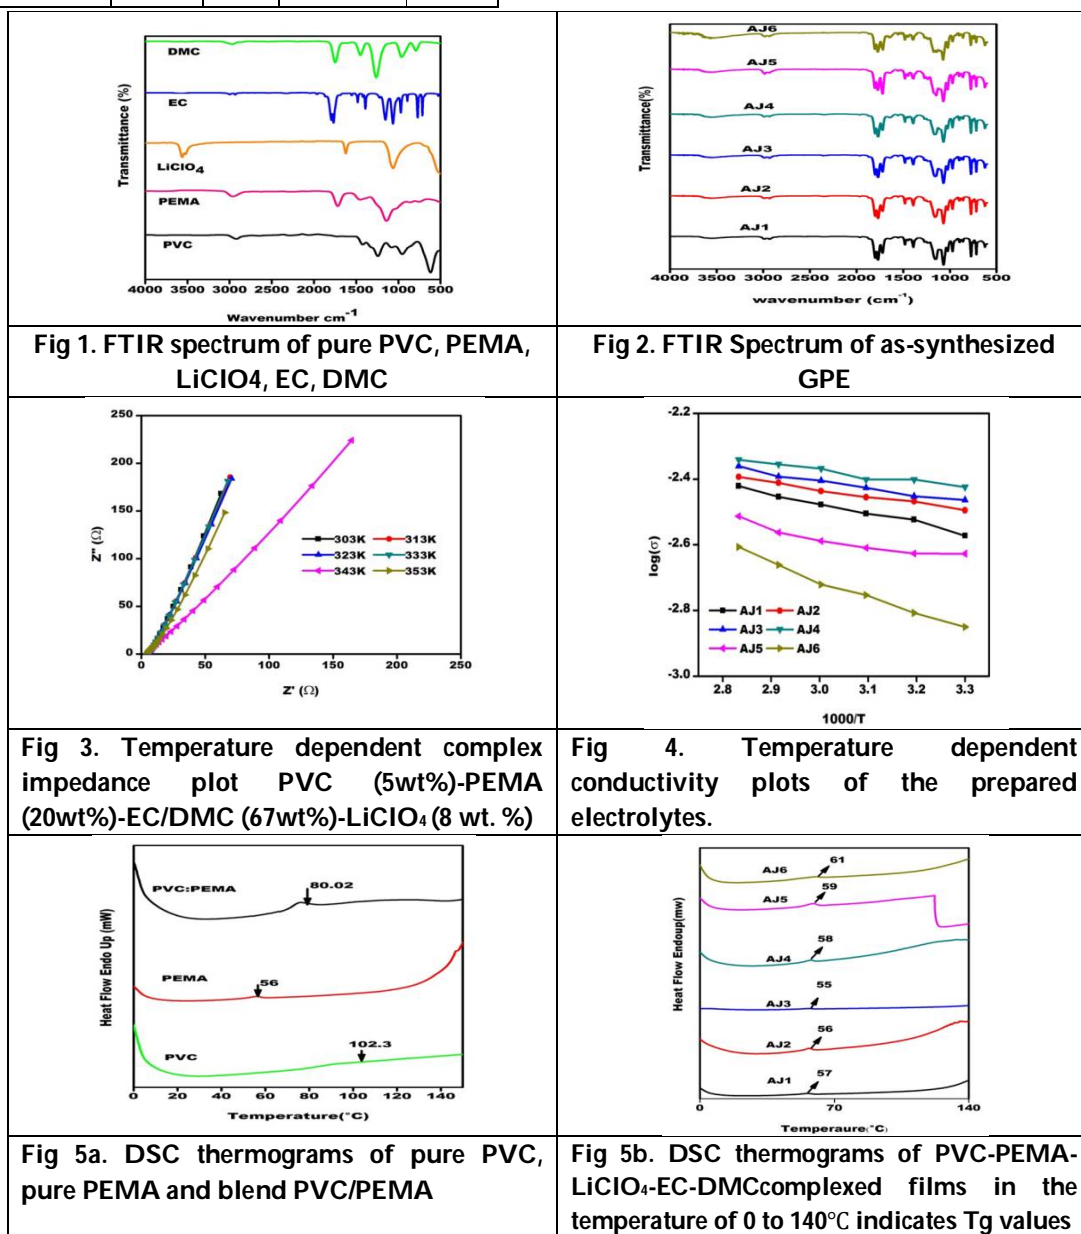 DMC
EC
LiClO4
PEMA
PVC
Transmittance (%)
4000 3500 3000 2500 2000 1500 1000 500
Wavenumber cm-1
AJ6
AJ5
AJ4
AJ3
AJ2
AJ1
Transmittance(%)
4000 3500 3000 2500 2000 1500 1000 500
wavenumber (cm-1)
Fig 1. FTIR spectrum of pure PVC, PEMA,
LiClO4, EC, DMC
Fig 2. FTIR Spectrum of as-synthesized
GPE
250
200
150
100
50
0
Z'' (Ω)
303K 313K
323K 333K
343K 353K
0 50 100 150 200 250
Z' (Ω)
-2.2
-2.4
-2.6
-2.8
-3.0
log(σ)
AJ1 AJ2
AJ3 AJ4
AJ5 AJ6
2.8 2.9 3.0 3.1 3.2 3.3
1000/T
Fig 3. Temperature dependent complex
impedance plot PVC (5wt%)-PEMA
(20wt%)-EC/DMC (67wt%)-LiClO4 (8 wt. %)
Fig 4. Temperature dependent
conductivity plots of the prepared
electrolytes.
PVC:PEMA
80.02
PEMA
56
PVC
102.3
Heat Flow Endo Up (mW)
0 20 40 60 80 100 120 140
Temperature(°C)
AJ6 61
AJ5 59
AJ4 58
AJ3 55
AJ2 56
AJ1 57
Heat Flow Endoup(mw)
0 70 140
Temperaure(°C)
Fig 5a. DSC thermograms of pure PVC,
pure PEMA and blend PVC/PEMA
Fig 5b. DSC thermograms of PVC-PEMA-
LiClO4-EC-DMCcomplexed films in the
temperature of 0 to 140°C indicates Tg values